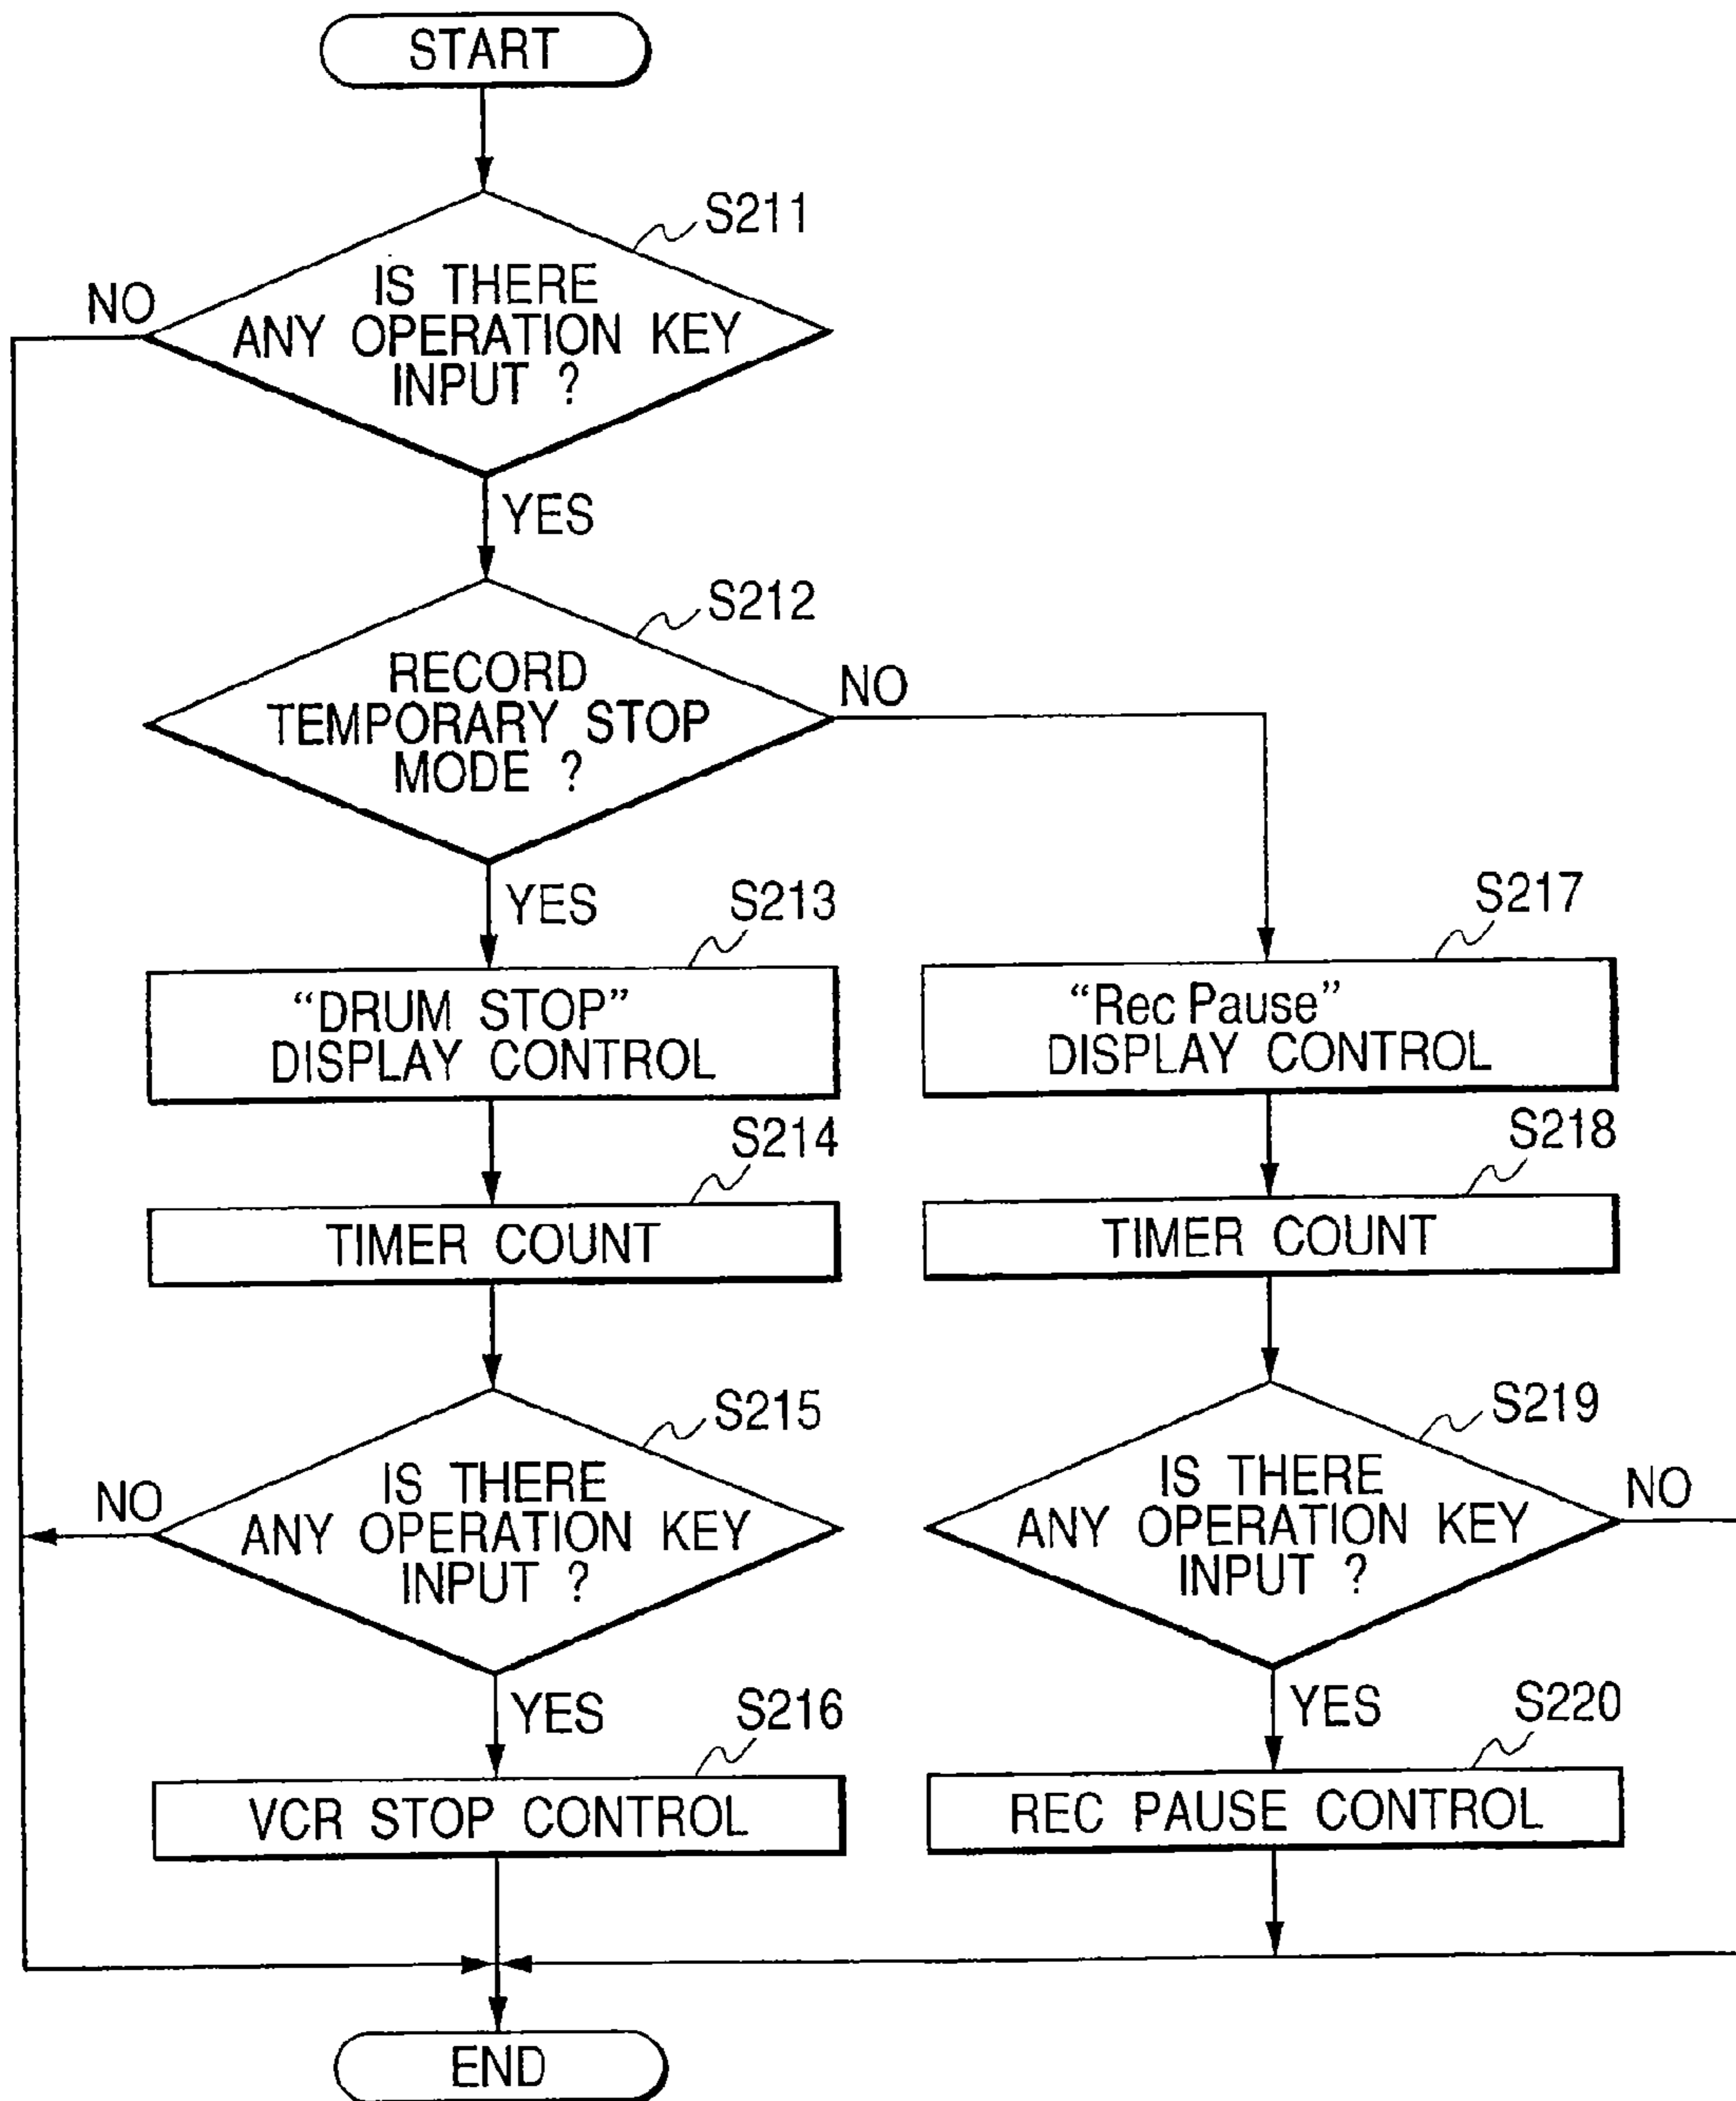 START
S211
IS THERE
ANY OPERATION KEY
INPUT ?
NO
YES
S212
RECORD
TEMPORARY STOP
MODE ?
NO
YES
S213
“DRUM STOP”
DISPLAY CONTROL
S217
“Rec Pause”
DISPLAY CONTROL
S214
TIMER COUNT
S218
TIMER COUNT
S215
IS THERE
ANY OPERATION KEY
INPUT ?
NO
YES
S219
IS THERE
ANY OPERATION KEY
INPUT ?
NO
YES
S216
VCR STOP CONTROL
S220
REC PAUSE CONTROL
END